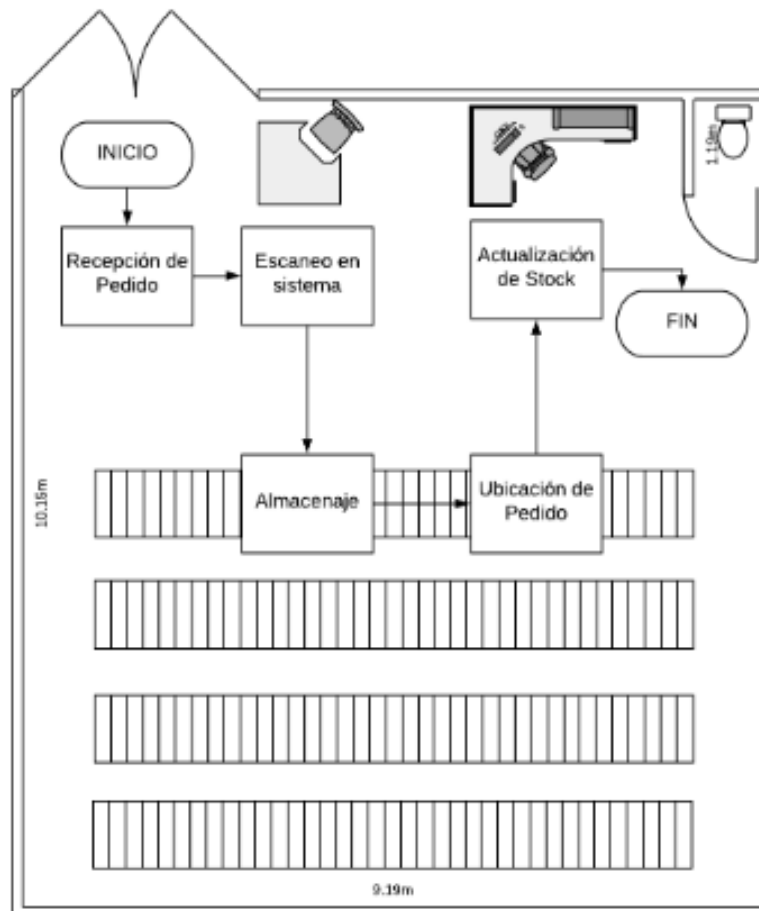 INICIO
1.19m
Recepción de
Pedido
Escaneo en
sistema
Actualización
de Stock
FIN
Almacenaje
Ubicación de
Pedido
10.15m
9.19m